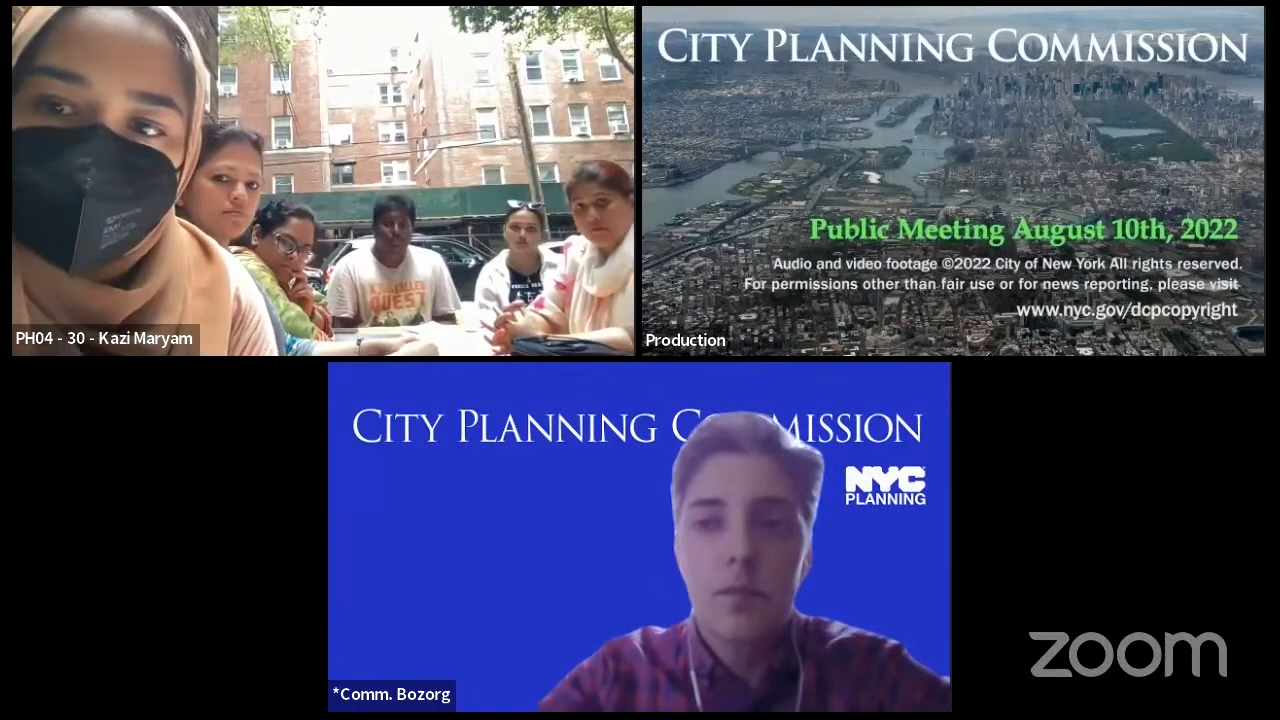 PH04 - 30 - Kazi Maryam
QUEST
CITY PLANNING COMMISSION
Public Meeting August 10th, 2022
Audio and video footage ©2022 City of New York All rights reserved.
For permissions other than fair use or for news reporting, please visit
www.nyc.gov/dcpcopyright
Production
CITY PLANNING C MISSION
NYC
PLANNING
*Comm. Bozorg
zoom